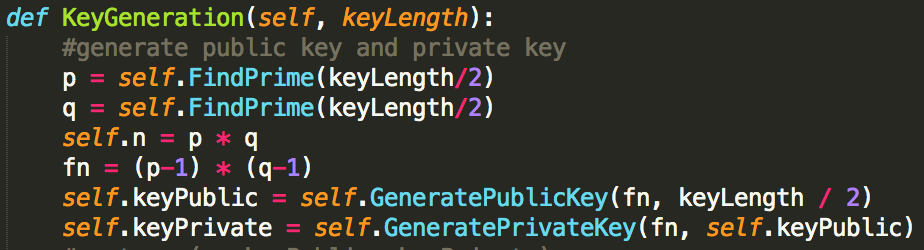 def KeyGeneration(self, keyLength):
#generate public key and private key
p = self.FindPrime(keyLength/2)
q = self.FindPrime(keyLength/2)
self.n = p * q
fn = (p-1) * (q-1)
self.keyPublic = self.GeneratePublicKey(fn, keyLength / 2)
self.keyPrivate = self.GeneratePrivateKey(fn, self.keyPublic)